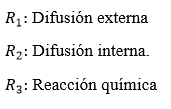 R₁: Difusión externa
R₂: Difusión interna.
R₃: Reacción química